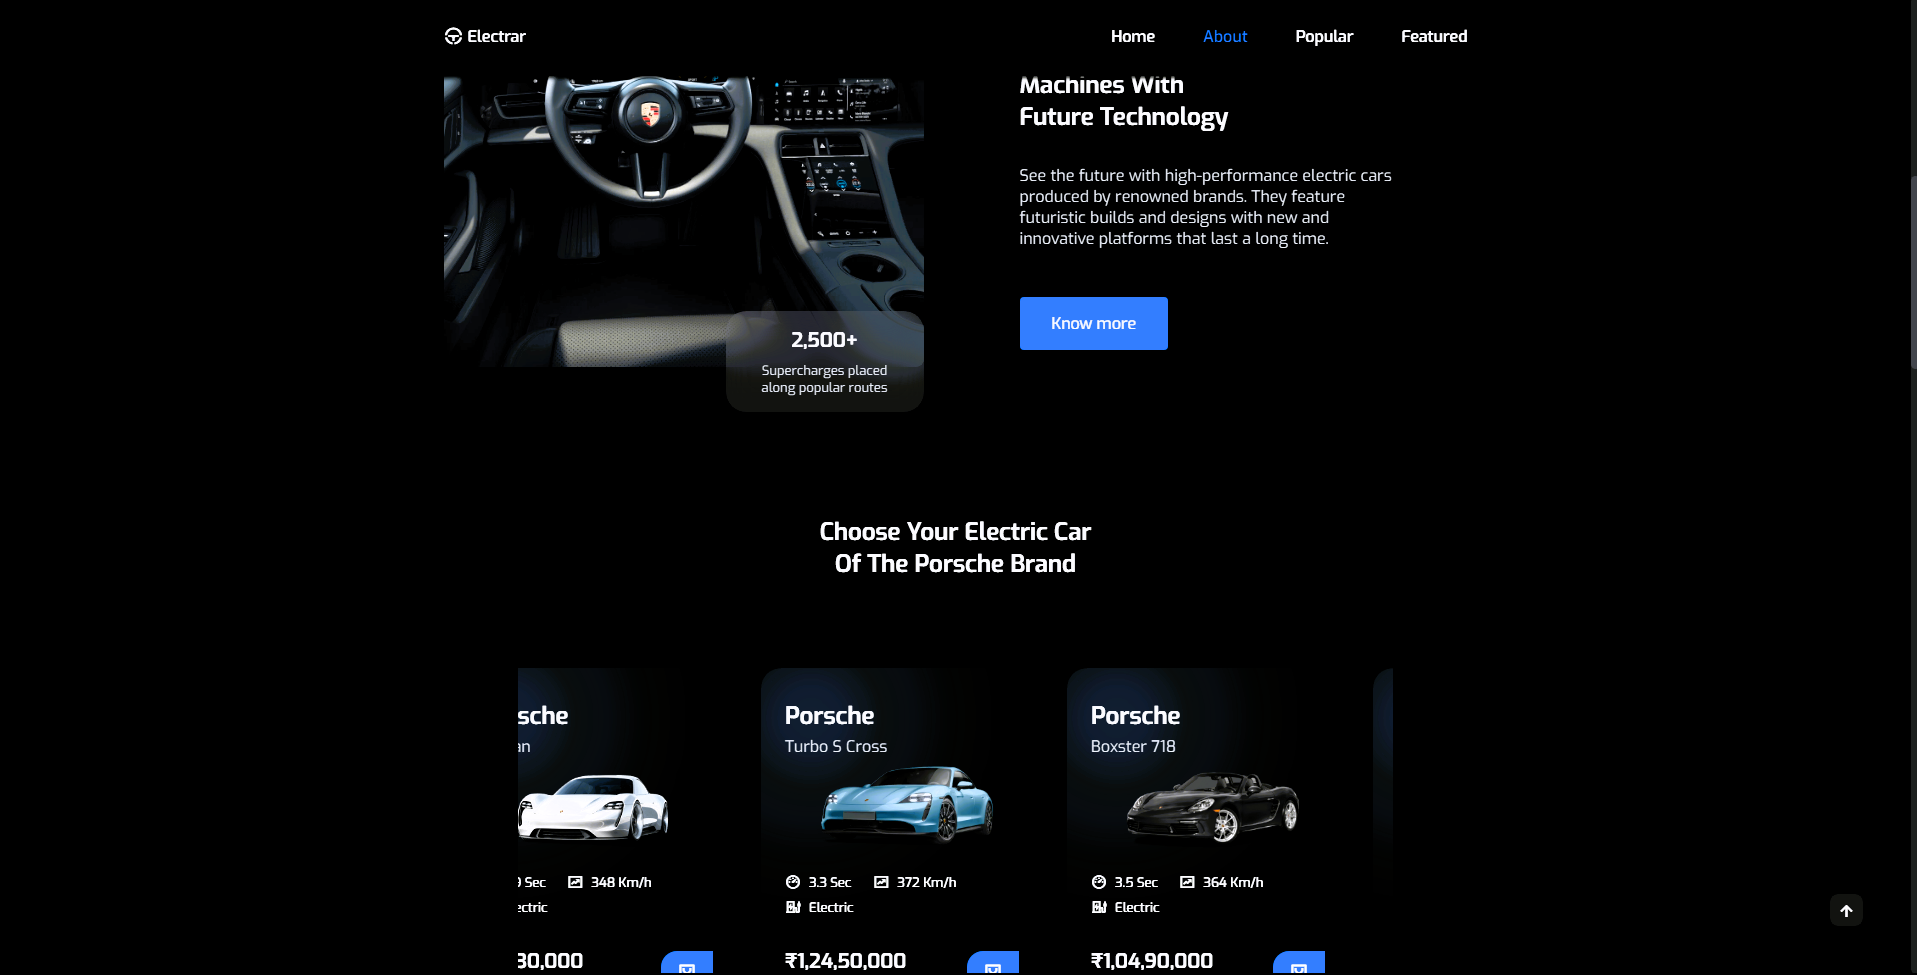 Electrar
Home About Popular Featured
Machines With
Future Technology
See the future with high-performance electric cars
produced by renowned brands. They feature
futuristic builds and designs with new and
innovative platforms that last a long time.
Know more
2,500+
Supercharges placed
along popular routes
Choose Your Electric Car
Of The Porsche Brand
sche
an
Sec 348 Km/h
ectric
30,000
Porsche
Turbo S Cross
3.3 Sec 372 Km/h
Electric
₹1,24,50,000
Porsche
Boxster 718
3.5 Sec 364 Km/h
Electric
₹1,04,90,000